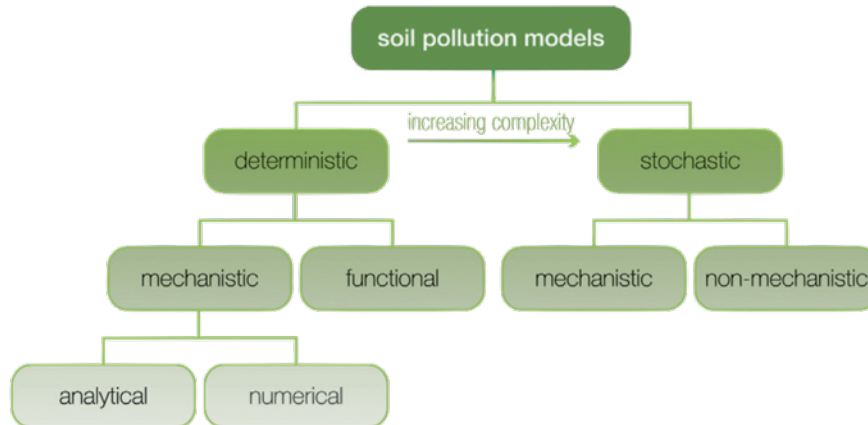 soil pollution models
increasing complexity
deterministic
stochastic
mechanistic
functional
mechanistic
non-mechanistic
analytical
numerical